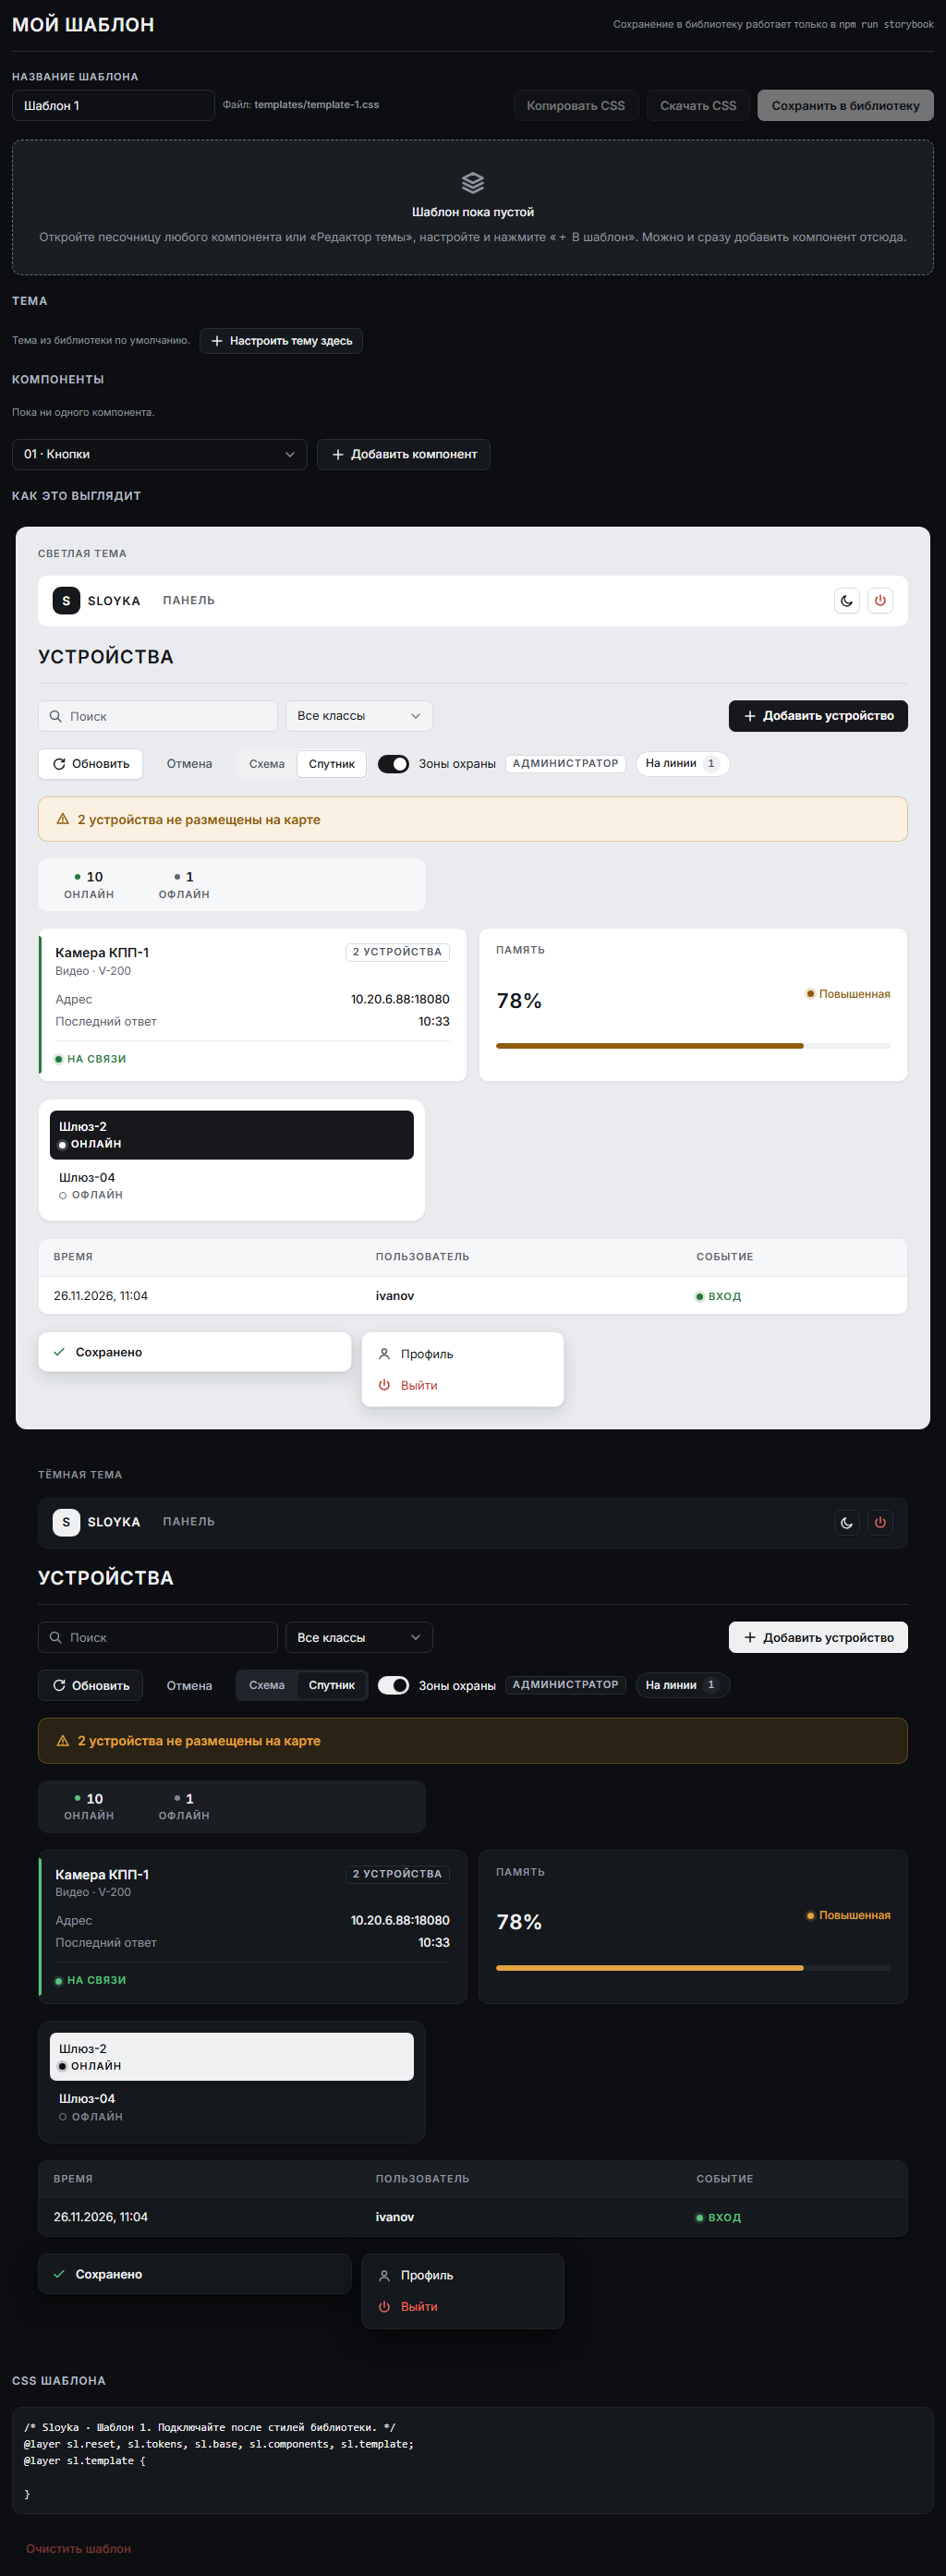 МОЙ ШАБЛОН
Сохранение в библиотеку работает только в npm run storybook
НАЗВАНИЕ ШАБЛОНА
Шаблон 1
Файл: templates/template-1.css
Копировать CSS
Скачать CSS
Сохранить в библиотеку
Шаблон пока пустой
Откройте песочницу любого компонента или «Редактор темы», настройте и нажмите «＋ В шаблон». Можно и сразу добавить компонент отсюда.
ТЕМА
Тема из библиотеки по умолчанию.
Настроить тему здесь
КОМПОНЕНТЫ
Пока ни одного компонента.
01 · Кнопки
Добавить компонент
КАК ЭТО ВЫГЛЯДИТ
СВЕТЛАЯ ТЕМА
S SLOYKA ПАНЕЛЬ
УСТРОЙСТВА
Поиск
Все классы
Добавить устройство
Обновить
Отмена
Схема
Спутник
Зоны охраны
АДМИНИСТРАТОР
На линии 1
2 устройства не размещены на карте
10
ОНЛАЙН
1
ОФЛАЙН
Камера КПП-1
2 УСТРОЙСТВА
Видео · V-200
Адрес 10.20.6.88:18080
Последний ответ 10:33
НА СВЯЗИ
ПАМЯТЬ
78%
Повышенная
Шлюз-2
ОНЛАЙН
Шлюз-04
ОФЛАЙН
ВРЕМЯ ПОЛЬЗОВАТЕЛЬ СОБЫТИЕ
26.11.2026, 11:04 ivanov ВХОД
Сохранено
Профиль
Выйти
ТЁМНАЯ ТЕМА
S SLOYKA ПАНЕЛЬ
УСТРОЙСТВА
Поиск
Все классы
Добавить устройство
Обновить
Отмена
Схема
Спутник
Зоны охраны
АДМИНИСТРАТОР
На линии 1
2 устройства не размещены на карте
10
ОНЛАЙН
1
ОФЛАЙН
Камера КПП-1
2 УСТРОЙСТВА
Видео · V-200
Адрес 10.20.6.88:18080
Последний ответ 10:33
НА СВЯЗИ
ПАМЯТЬ
78%
Повышенная
Шлюз-2
ОНЛАЙН
Шлюз-04
ОФЛАЙН
ВРЕМЯ ПОЛЬЗОВАТЕЛЬ СОБЫТИЕ
26.11.2026, 11:04 ivanov ВХОД
Сохранено
Профиль
Выйти
CSS ШАБЛОНА
/* Sloyka · Шаблон 1. Подключайте после стилей библиотеки. */
@layer sl.reset, sl.tokens, sl.base, sl.components, sl.template;
@layer sl.template {
}
Очистить шаблон